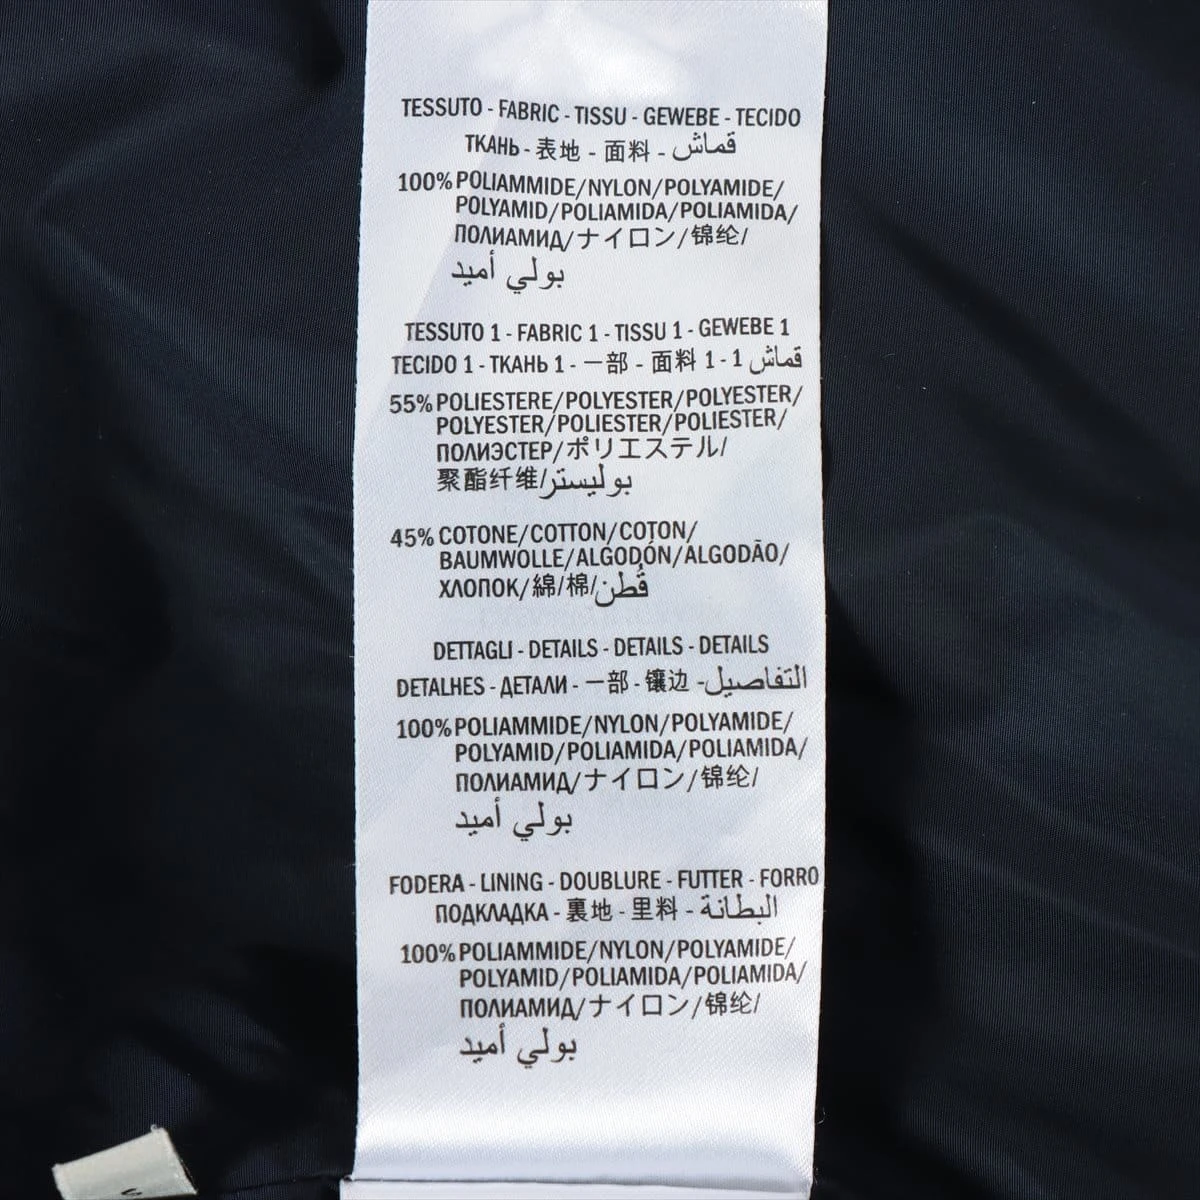 TESSUTO - FABRIC - TISSU - GEWEBE - TECIDO
ТКАНЬ - 表地 - 面料 - قماش
100% POLIAMMIDE/NYLON/POLYAMIDE/
POLYAMID/POLIAMIDA/POLIAMIDA/
ПОЛИАМИД/ナイロン/锦纶/
بولي أميد
TESSUTO 1 - FABRIC 1 - TISSU 1 - GEWEBE 1
TECIDO 1 - ТКАНЬ 1 - 一部 - 面料 1 - 1 قماش
55% POLIESTERE/POLYESTER/POLYESTER/
POLYESTER/POLIESTER/POLIESTER/
ПОЛИЭСТЕР/ポリエステル/
聚酯纤维/بوليستر
45% COTONE/COTTON/COTON/
BAUMWOLLE/ALGODÓN/ALGODÃO/
ХЛОПОК/綿/棉/قُطن
DETTAGLI - DETAILS - DETAILS - DETAILS
DETALHES - ДЕТАЛИ - 一部 - 镶边 - التفاصيل
100% POLIAMMIDE/NYLON/POLYAMIDE/
POLYAMID/POLIAMIDA/POLIAMIDA/
ПОЛИАМИД/ナイロン/锦纶/
بولي أميد
FODERA - LINING - DOUBLURE - FUTTER - FORRO
ПОДКЛАДКА - 裏地 - 里料 - البطانة
100% POLIAMMIDE/NYLON/POLYAMIDE/
POLYAMID/POLIAMIDA/POLIAMIDA/
ПОЛИАМИД/ナイロン/锦纶/
بولي أميد